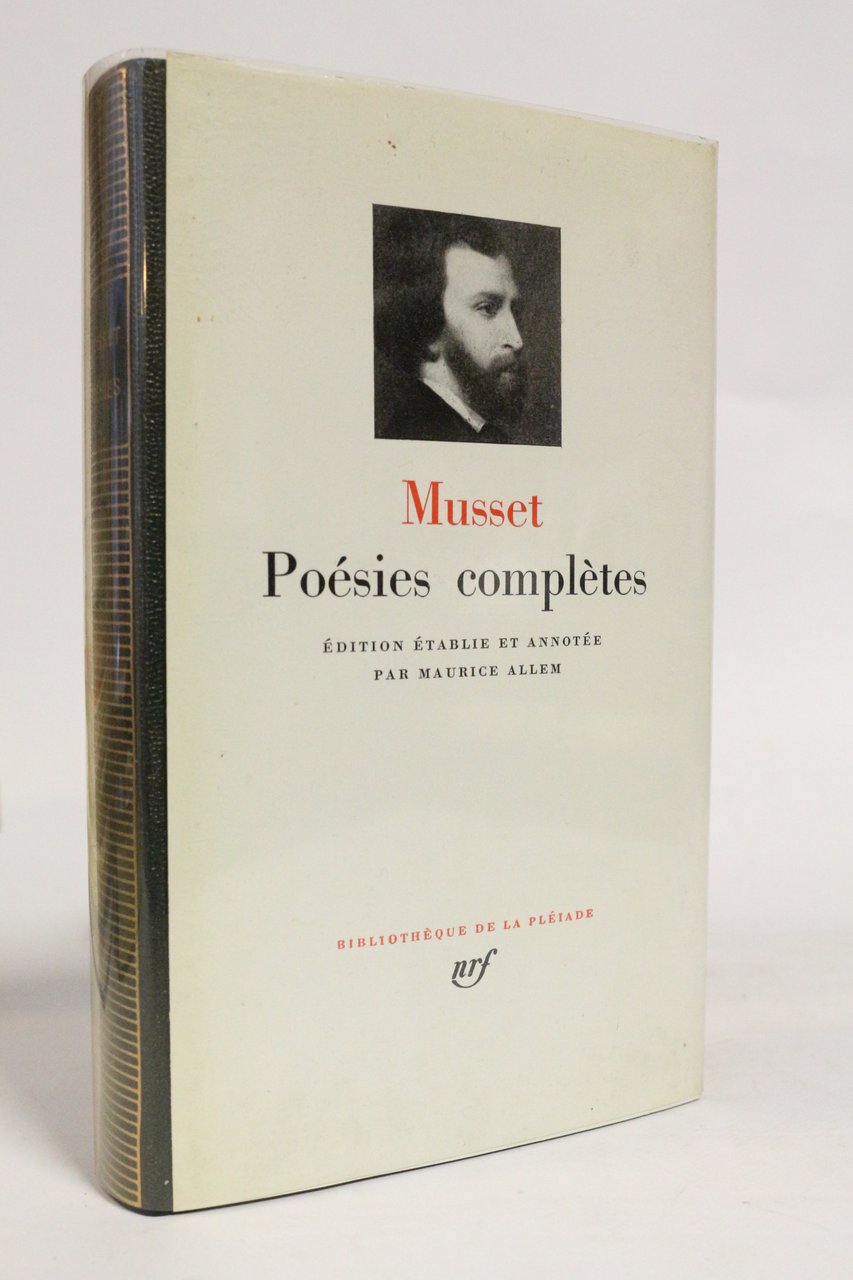 Musset
Poésies complètes
ÉDITION ÉTABLIE ET ANNOTÉE
PAR MAURICE ALLEM
BIBLIOTHÈQUE DE LA PLÉIADE
nrf